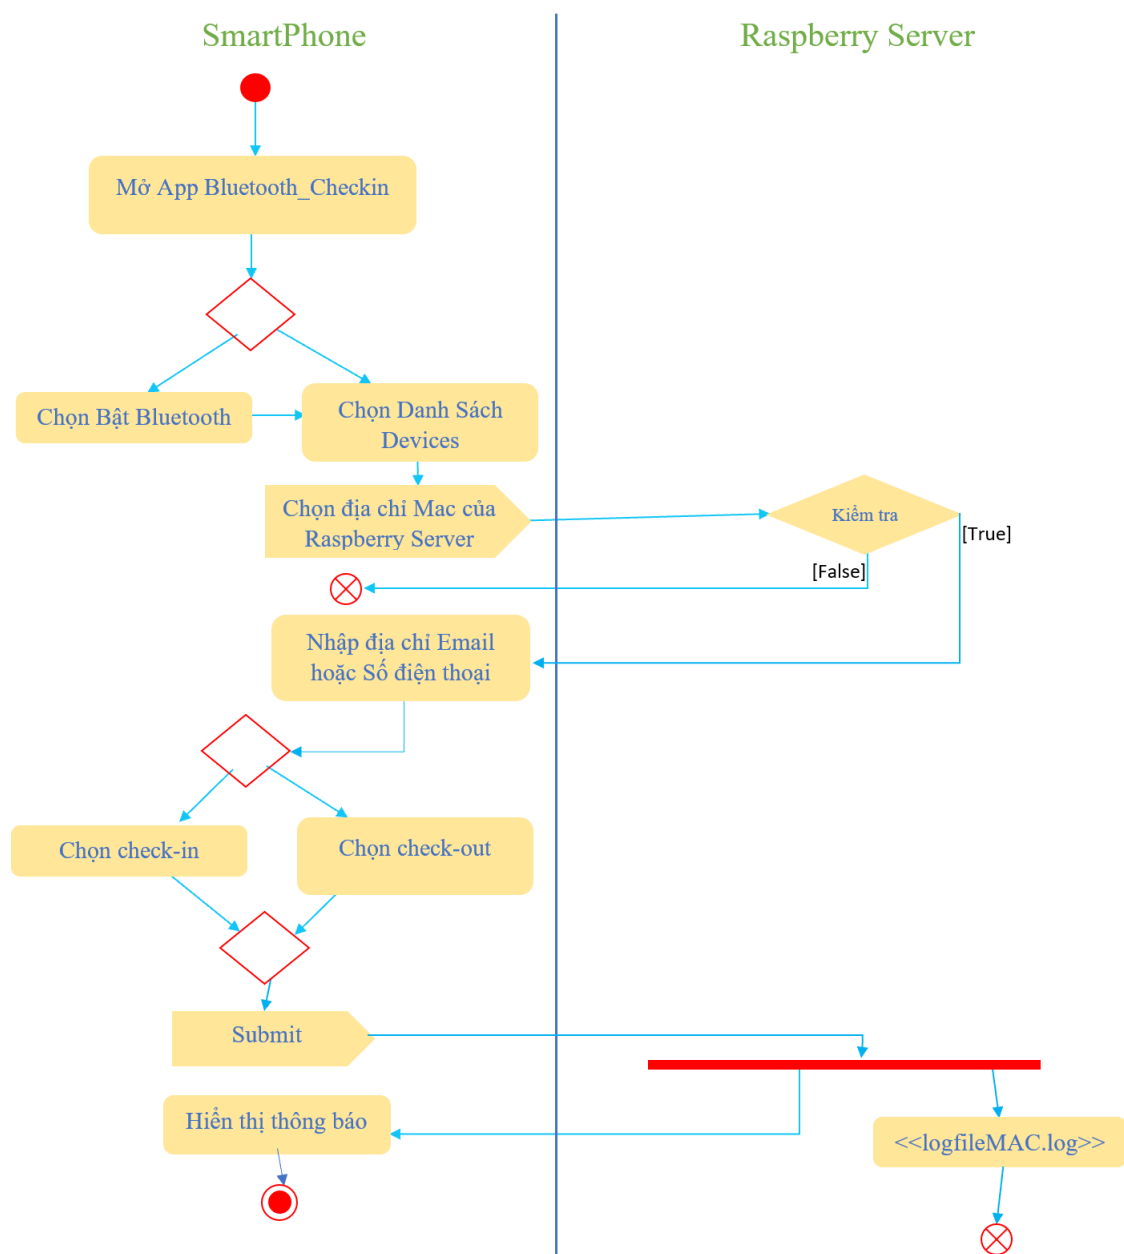 SmartPhone
Raspberry Server
Mở App Bluetooth_Checkin
Chọn Bật Bluetooth
Chọn Danh Sách
Devices
Chọn địa chỉ Mac của
Raspberry Server
Kiểm tra
[True]
[False]
Nhập địa chỉ Email
hoặc Số điện thoại
Chọn check-in
Chọn check-out
Submit
Hiển thị thông báo
<<logfileMAC.log>>